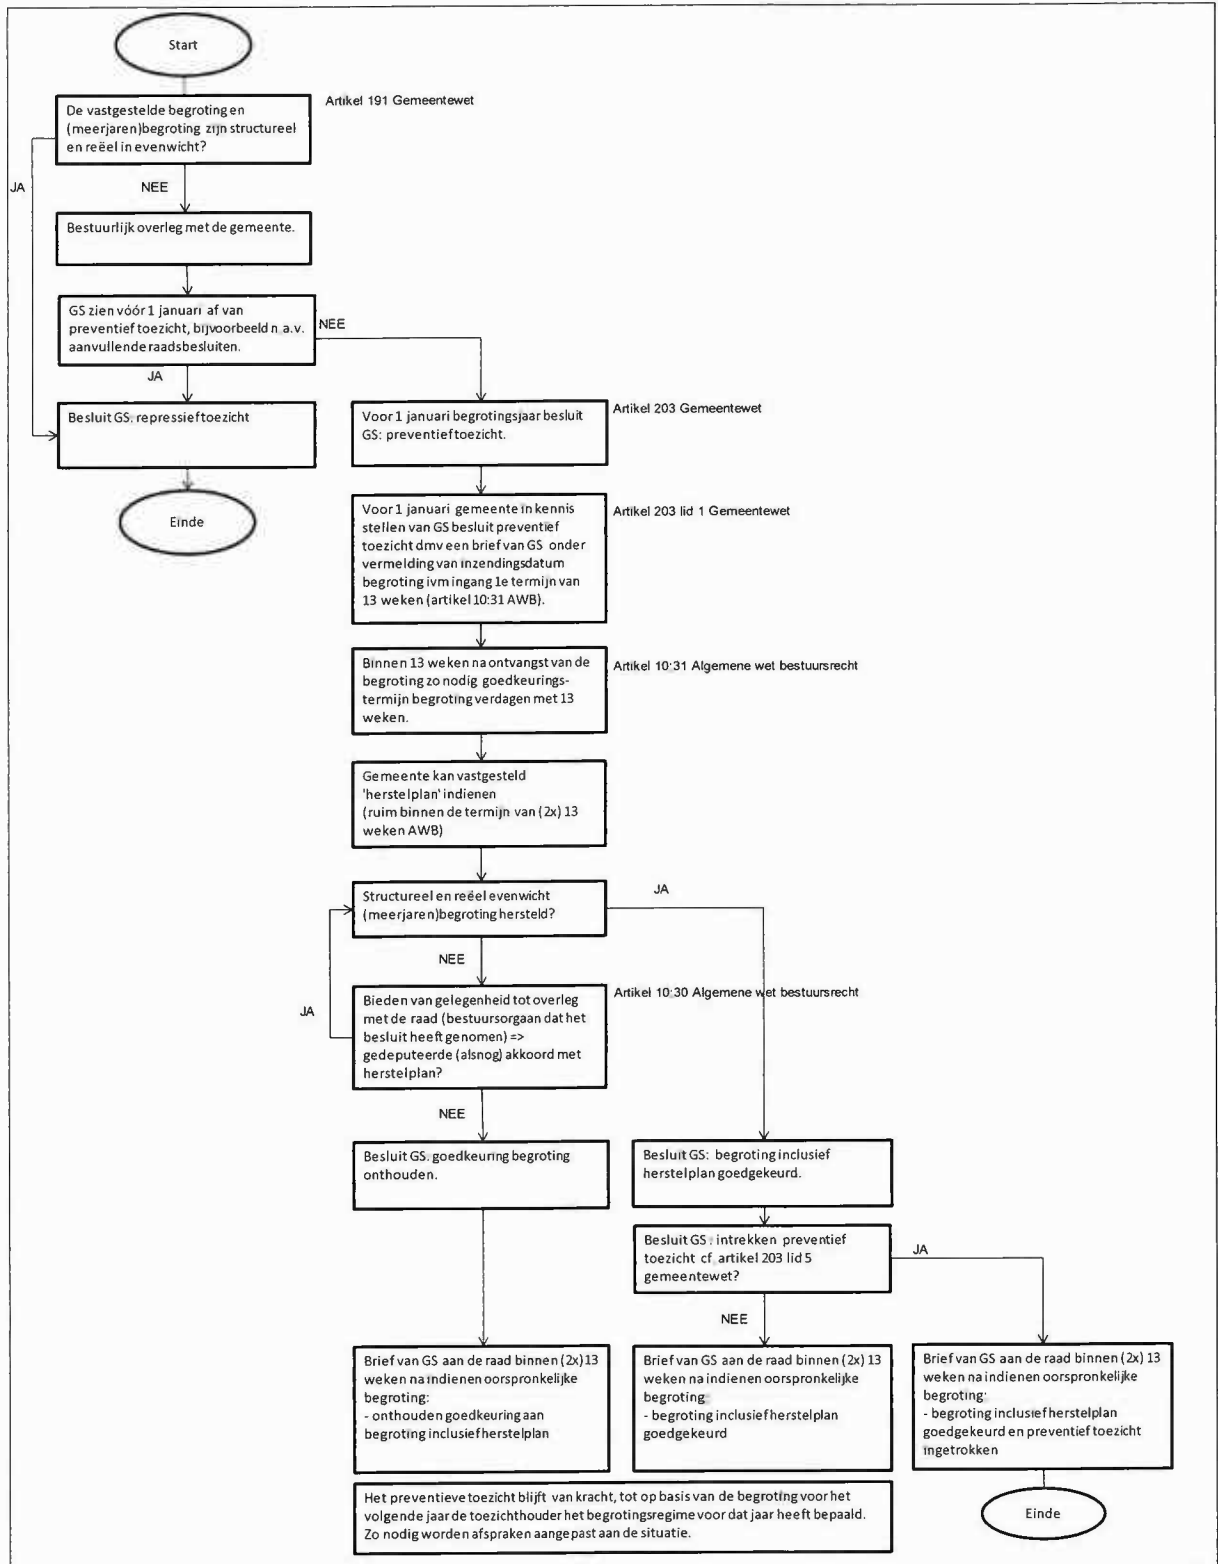 Start
De vastgestelde begroting en
(meerjaren)begroting zijn structureel
en reëel in evenwicht?
Artikel 191 Gemeentewet
JA
NEE
Bestuurlijk overleg met de gemeente.
GS zien vóór 1 januari af van
preventief toezicht, bijvoorbeeld n.a.v.
aanvullende raadsbesluiten.
NEE
JA
Besluit GS: repressief toezicht
Einde
Voor 1 januari begrotingsjaar besluit
GS: preventief toezicht.
Artikel 203 Gemeentewet
Voor 1 januari gemeente in kennis
stellen van GS besluit preventief
toezicht dmv een brief van GS onder
vermelding van inzendingsdatum
begroting ivm ingang 1e termijn van
13 weken (artikel 10:31 AWB).
Artikel 203 lid 1 Gemeentewet
Binnen 13 weken na ontvangst van de
begroting zo nodig goedkeurings-
termijn begroting verdagen met 13
weken.
Artikel 10:31 Algemene wet bestuursrecht
Gemeente kan vastgesteld
'herstelplan' indienen
(ruim binnen de termijn van (2x) 13
weken AWB)
Structureel en reëel evenwicht
(meerjaren)begroting hersteld?
JA
NEE
Bieden van gelegenheid tot overleg
met de raad (bestuursorgaan dat het
besluit heeft genomen) =>
gedeputeerde (alsnog) akkoord met
herstelplan?
Artikel 10:30 Algemene wet bestuursrecht
JA
NEE
Besluit GS: goedkeuring begroting
onthouden.
Besluit GS: begroting inclusief
herstelplan goedgekeurd.
Besluit GS: intrekken preventief
toezicht cf. artikel 203 lid 5
gemeentewet?
JA
NEE
Brief van GS aan de raad binnen (2x) 13
weken na indienen oorspronkelijke
begroting:
- onthouden goedkeuring aan
begroting inclusief herstelplan
Brief van GS aan de raad binnen (2x) 13
weken na indienen oorspronkelijke
begroting:
- begroting inclusief herstelplan
goedgekeurd
Brief van GS aan de raad binnen (2x) 13
weken na indienen oorspronkelijke
begroting:
- begroting inclusief herstelplan
goedgekeurd en preventief toezicht
ingetrokken
Einde
Het preventieve toezicht blijft van kracht, tot op basis van de begroting voor het
volgende jaar de toezichthouder het begrotingsregime voor dat jaar heeft bepaald.
Zo nodig worden afspraken aangepast aan de situatie.